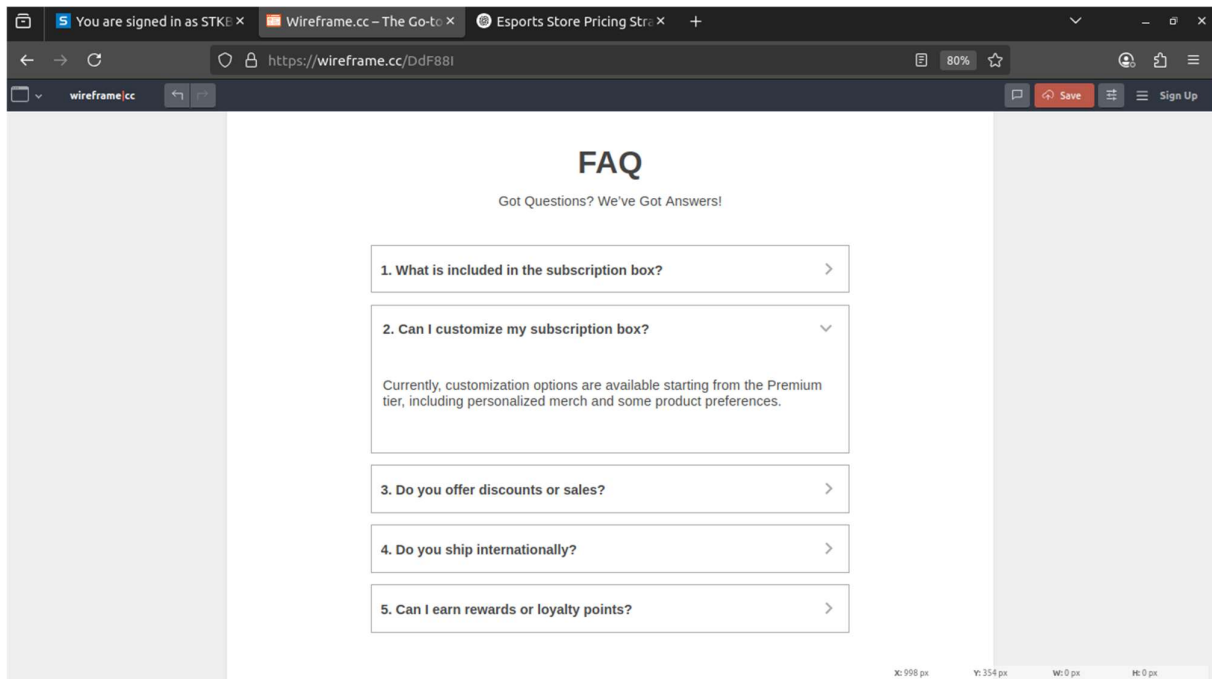 You are signed in as STKB
Wireframe.cc – The Go-to
Esports Store Pricing Stra
https://wireframe.cc/DdF88I
80%
wireframe|cc
Save
Sign Up
FAQ
Got Questions? We've Got Answers!
1. What is included in the subscription box?
2. Can I customize my subscription box?
Currently, customization options are available starting from the Premium
tier, including personalized merch and some product preferences.
3. Do you offer discounts or sales?
4. Do you ship internationally?
5. Can I earn rewards or loyalty points?
X: 998 px Y: 354 px W: 0 px H: 0 px